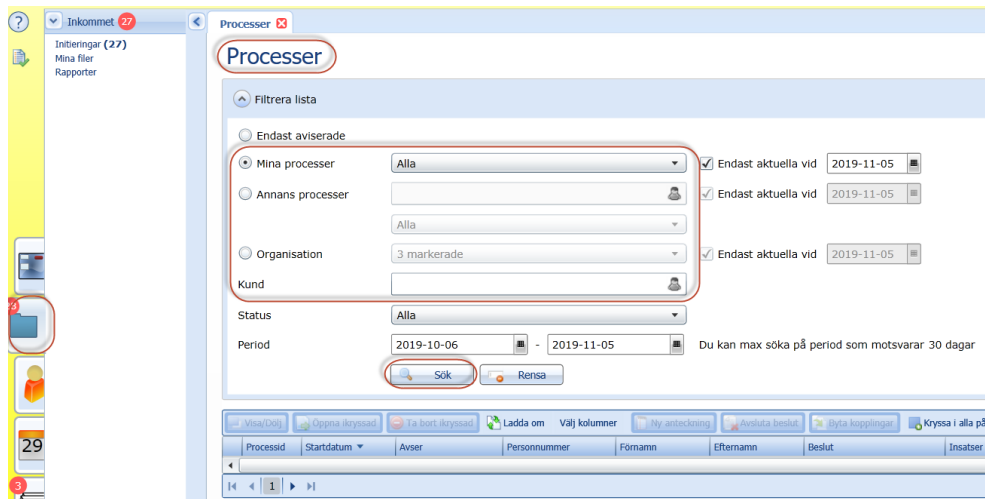 ?
Inkommet 27
Initieringar (27)
Mina filer
Rapporter
29
3
Processer
Processer
Filtrera lista
Endast aviserade
Mina processer Alla Endast aktuella vid 2019-11-05
Annans processer Endast aktuella vid 2019-11-05
Alla
Organisation 3 markerade Endast aktuella vid 2019-11-05
Kund
Status Alla
Period 2019-10-06 - 2019-11-05 Du kan max söka på period som motsvarar 30 dagar
Sök Rensa
Visa/Dölj Öppna ikryssad Ta bort ikryssad Ladda om Välj kolumner Ny anteckning Avsluta beslut Byta kopplingar Kryssa i alla på
Processid Startdatum Avser Personnummer Förnamn Efternamn Beslut Insatser
1